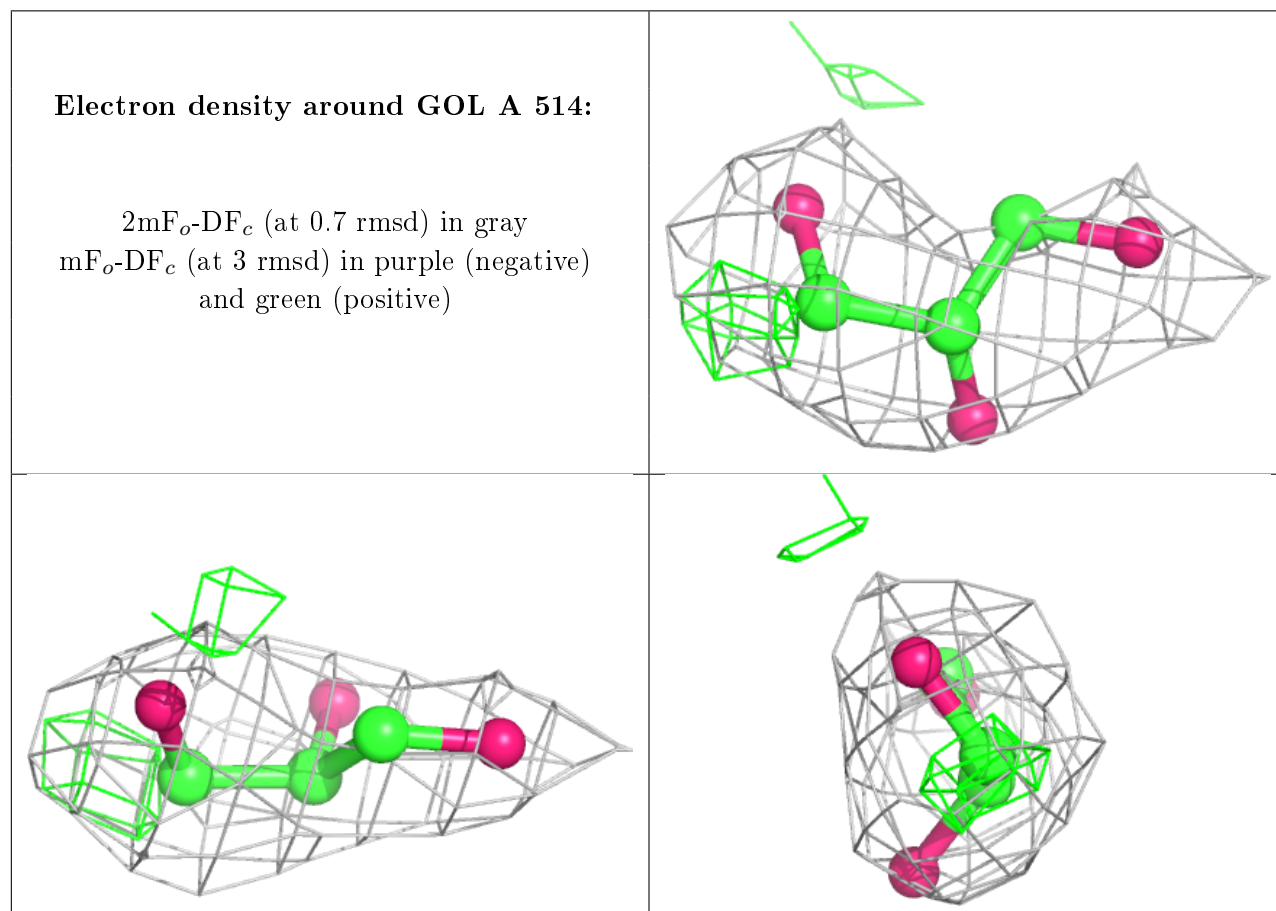 Electron density around GOL A 514:
2mFo-DFc (at 0.7 rmsd) in gray
mFo-DFc (at 3 rmsd) in purple (negative)
and green (positive)